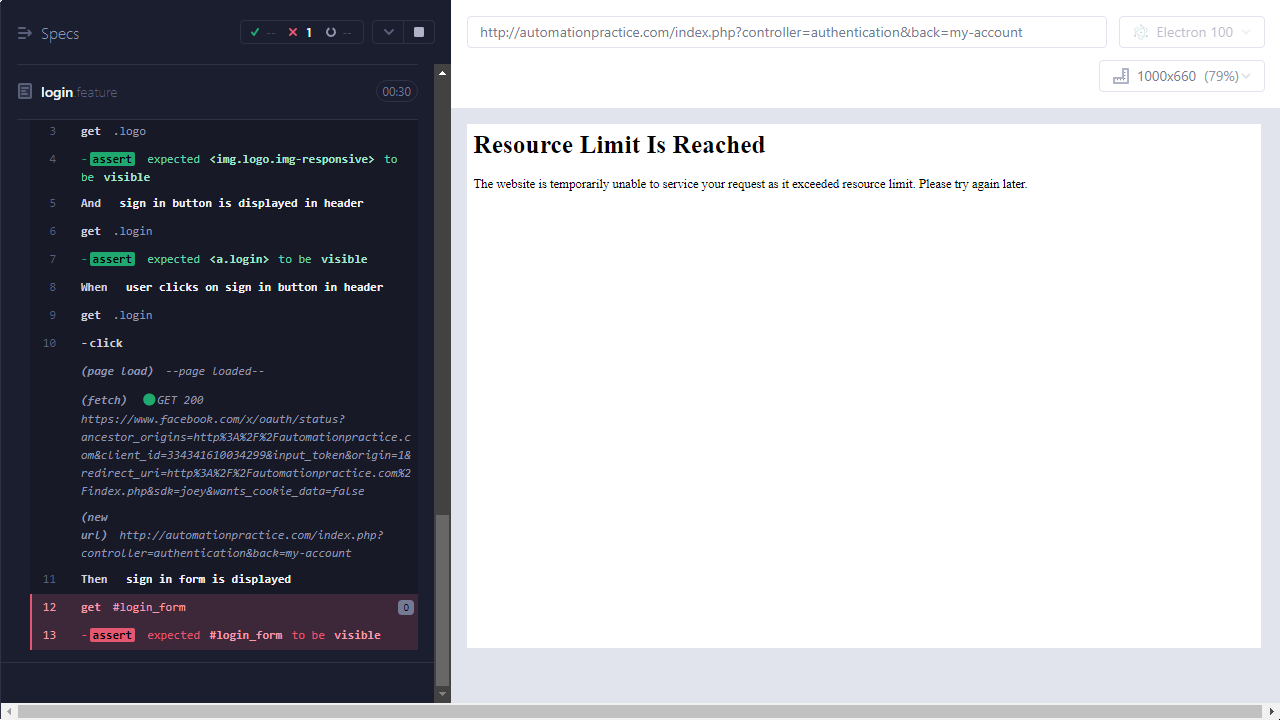 Specs
-- 1 --
login.feature
00:30
3 get .logo
4 -assert expected <img.logo.img-responsive> to
be visible
5 And sign in button is displayed in header
6 get .login
7 -assert expected <a.login> to be visible
8 When user clicks on sign in button in header
9 get .login
10 -click
(page load) --page loaded--
(fetch) GET 200
https://www.facebook.com/x/oauth/status?
ancestor_origins=http%3A%2F%2Fautomationpractice.c
om&client_id=334341610034299&input_token&origin=1&
redirect_uri=http%3A%2F%2Fautomationpractice.com%2
Findex.php&sdk=joey&wants_cookie_data=false
(new
url) http://automationpractice.com/index.php?
controller=authentication&back=my-account
11 Then sign in form is displayed
12 get #login_form 0
13 -assert expected #login_form to be visible
http://automationpractice.com/index.php?controller=authentication&back=my-account
Electron 100
1000x660 (79%)
Resource Limit Is Reached
The website is temporarily unable to service your request as it exceeded resource limit. Please try again later.